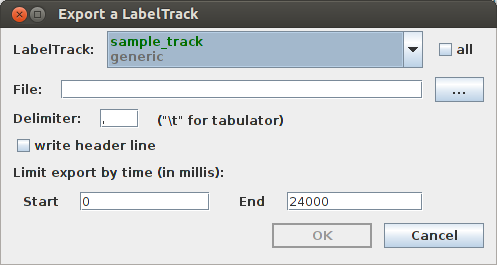 Export a LabelTrack
LabelTrack: sample_track
generic
all
File: ...
Delimiter: , ("\t" for tabulator)
write header line
Limit export by time (in millis):
Start 0 End 24000
OK Cancel